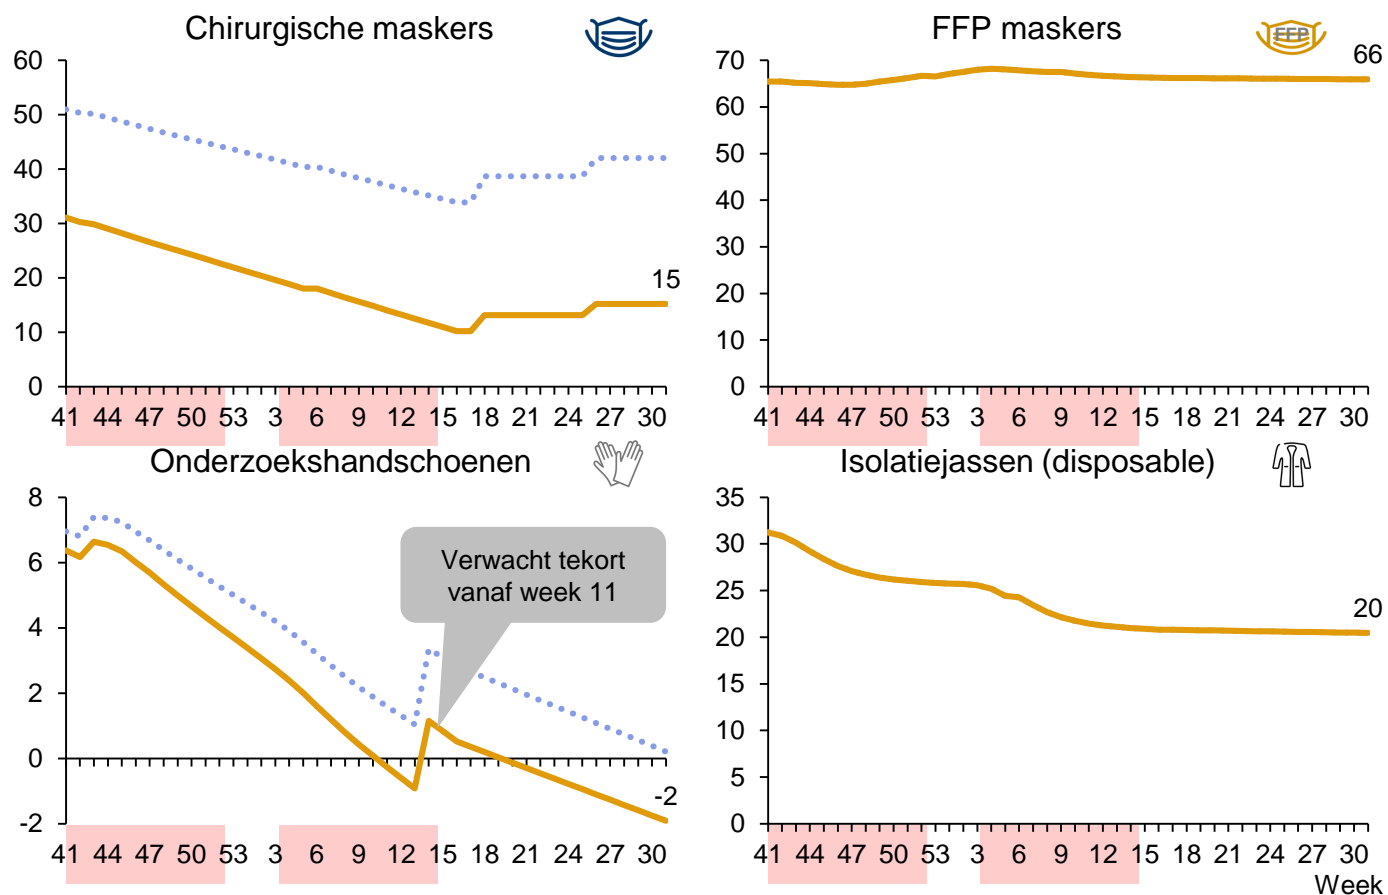 Chirurgische maskers
60
50
40
30
20
10
0
15
41 44 47 50 53 3 6 9 12 15 18 21 24 27 30
FFP maskers
FFP
66
70
60
50
40
30
20
10
0
41 44 47 50 53 3 6 9 12 15 18 21 24 27 30
Onderzoekshandschoenen
8
6
4
2
0
-2
Verwacht tekort
vanaf week 11
-2
41 44 47 50 53 3 6 9 12 15 18 21 24 27 30
Isolatiejassen (disposable)
35
30
25
20
15
10
5
0
20
41 44 47 50 53 3 6 9 12 15 18 21 24 27 30
Week